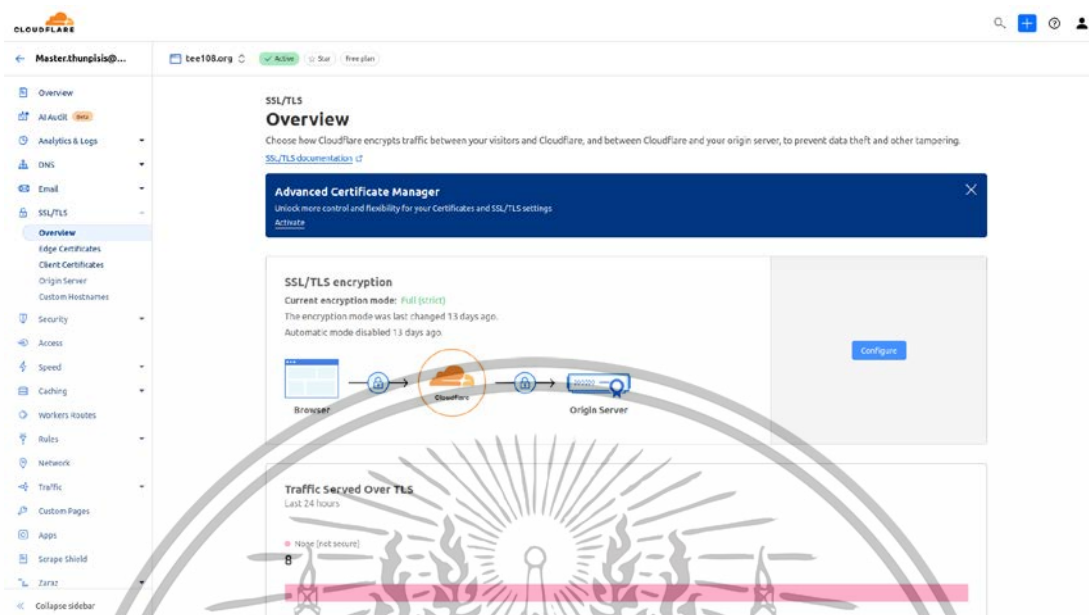 CLOUDFLARE
Master.thunpisis@...
tee108.org
Active
Star
Free plan
Overview
AI Audit
Beta
Analytics & Logs
DNS
Email
SSL/TLS
Overview
Edge Certificates
Client Certificates
Origin Server
Custom Hostnames
Security
Access
Speed
Caching
Workers Routes
Rules
Network
Traffic
Custom Pages
Apps
Scrape Shield
Zaraz
Collapse sidebar
SSL/TLS
Overview
Choose how Cloudflare encrypts traffic between your visitors and Cloudflare, and between Cloudflare and your origin server, to prevent data theft and other tampering.
SSL/TLS documentation
Advanced Certificate Manager
Unlock more control and flexibility for your Certificates and SSL/TLS settings
Activate
SSL/TLS encryption
Current encryption mode: Full (strict)
The encryption mode was last changed 13 days ago.
Automatic mode disabled 13 days ago.
Configure
Browser
Cloudflare
Origin Server
Traffic Served Over TLS
Last 24 hours
None (not secure)
8